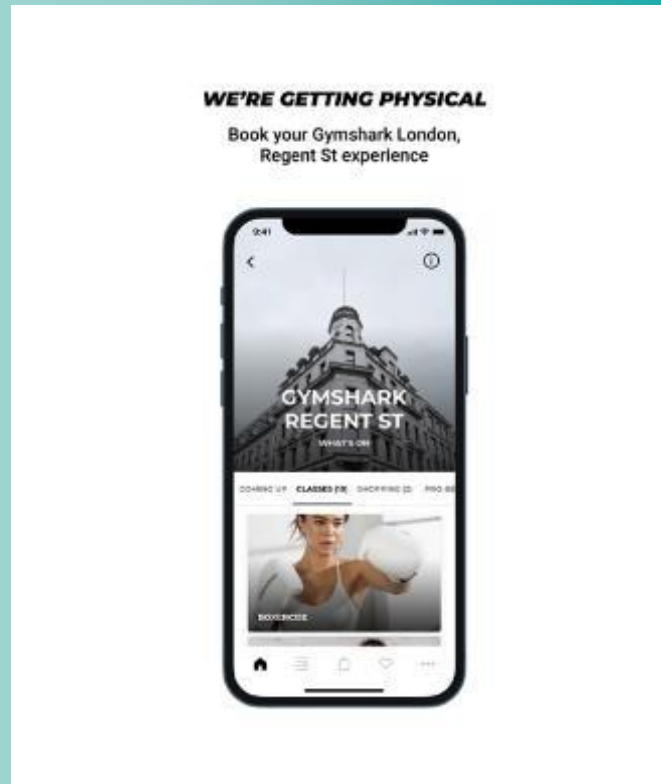 WE'RE GETTING PHYSICAL
Book your Gymshark London,
Regent St experience
9:41
GYMSHARK
REGENT ST
WHAT'S ON
COMING UP CLASSES (19) SHOPPING (2)
BOXERCISE